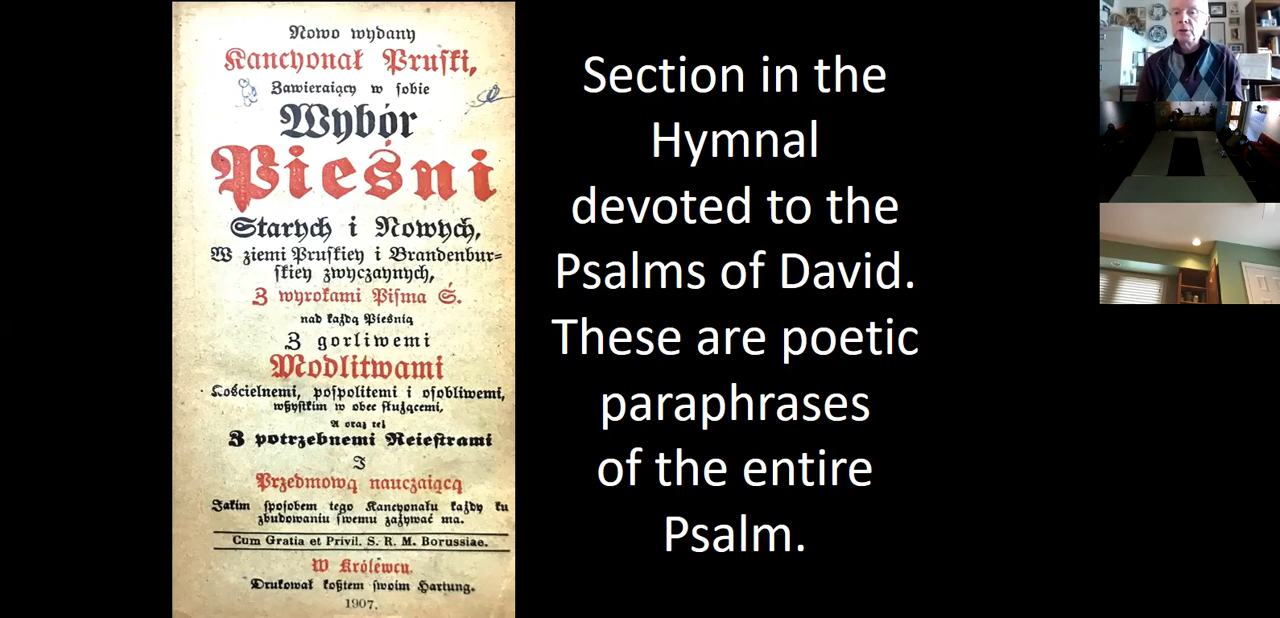 Nowo wydany
Kancyonał Pruski,
Zawieraiący w sobie
Wybór
Pieśni
Starych i Nowych,
W ziemi Pruskiey i Brandenbur=
skiey zwyczaynych,
Z wyrokami Pisma Ś.
nad każdą Pieśnią
Z gorliwemi
Modlitwami
Kościelnemi, pospolitemi i osobliwemi,
wszystkim w obec służącemi,
A oraz też
Z potrzebnemi Reiestrami
I
Przedmową nauczaiącą
Jakim sposobem tego Kancyonału każdy ku
zbudowaniu swemu zażywać ma.
Cum Gratia et Privil. S. R. M. Borussiae.
W Królewcu.
Drukował kosztem swoim Hartung.
1907.
Section in the
Hymnal
devoted to the
Psalms of David.
These are poetic
paraphrases
of the entire
Psalm.